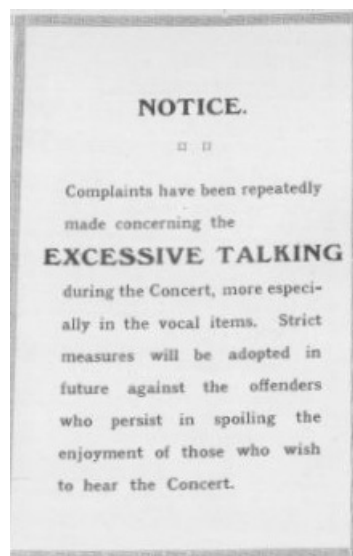 NOTICE.
Complaints have been repeatedly
made concerning the
EXCESSIVE TALKING
during the Concert, more especi-
ally in the vocal items. Strict
measures will be adopted in
future against the offenders
who persist in spoiling the
enjoyment of those who wish
to hear the Concert.